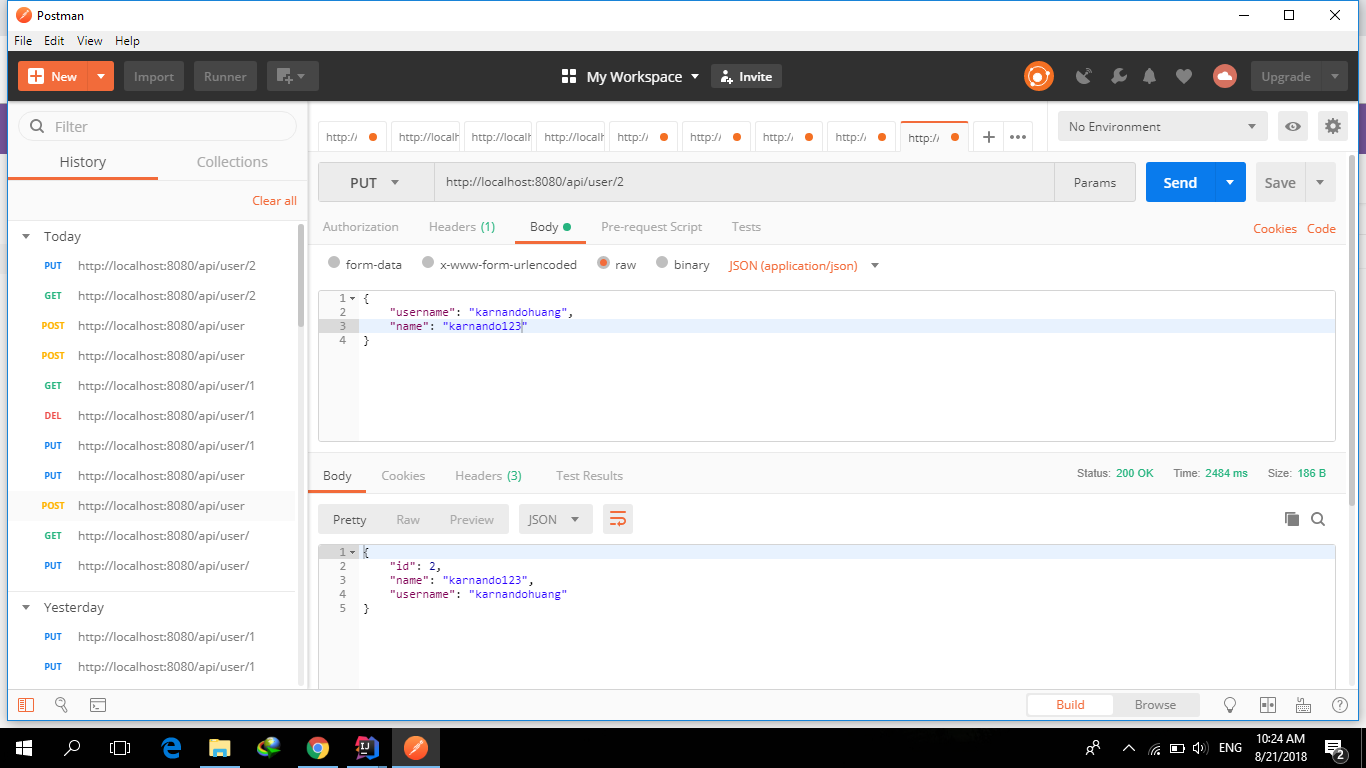 Postman
File Edit View Help
New Import Runner My Workspace Invite Upgrade
Filter
History Collections
Clear all
Today
PUT http://localhost:8080/api/user/2
GET http://localhost:8080/api/user/2
POST http://localhost:8080/api/user
POST http://localhost:8080/api/user
GET http://localhost:8080/api/user/1
DEL http://localhost:8080/api/user/1
PUT http://localhost:8080/api/user/1
PUT http://localhost:8080/api/user
POST http://localhost:8080/api/user
GET http://localhost:8080/api/user/
PUT http://localhost:8080/api/user/
Yesterday
PUT http://localhost:8080/api/user/1
PUT http://localhost:8080/api/user/1
http:/ http://localh http://localh http://localh http:/ http:/ http:/ http:/ http:/ + ••• No Environment
PUT http://localhost:8080/api/user/2 Params Send Save
Authorization Headers (1) Body Pre-request Script Tests Cookies Code
form-data x-www-form-urlencoded raw binary JSON (application/json)
1 {
2 "username": "karnandohuang",
3 "name": "karnando123"
4 }
Body Cookies Headers (3) Test Results Status: 200 OK Time: 2484 ms Size: 186 B
Pretty Raw Preview JSON
1 {
2 "id": 2,
3 "name": "karnando123",
4 "username": "karnandohuang"
5 }
Build Browse
ENG 10:24 AM
8/21/2018 2